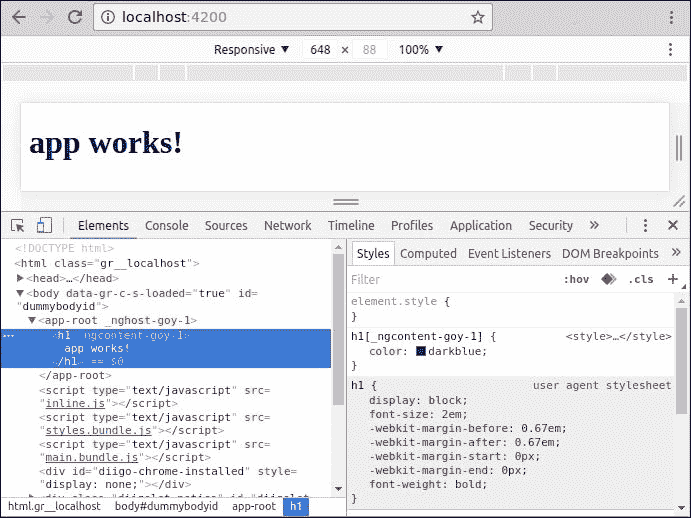 localhost:4200
Responsive ▼ 648 × 88 100% ▼
app works!
Elements Console Sources Network Timeline Profiles Application Security »
<!DOCTYPE html>
<html class="gr__localhost">
▶<head>…</head>
▼<body data-gr-c-s-loaded="true" id=
"dummybodyid">
▼<app-root _nghost-goy-1>
… <h1 _ngcontent-goy-1>
app works!
</h1> == $0
</app-root>
<script type="text/javascript" src=
"inline.js"></script>
<script type="text/javascript" src=
"styles.bundle.js"></script>
<script type="text/javascript" src=
"main.bundle.js"></script>
<div id="diigo-chrome-installed" style=
"display: none;"></div>
html.gr__localhost body#dummybodyid app-root h1
Styles Computed Event Listeners DOM Breakpoints »
Filter :hov .cls +
element.style {
}
h1[_ngcontent-goy-1] { <style>…</style>
color: darkblue;
}
h1 { user agent stylesheet
display: block;
font-size: 2em;
-webkit-margin-before: 0.67em;
-webkit-margin-after: 0.67em;
-webkit-margin-start: 0px;
-webkit-margin-end: 0px;
font-weight: bold;
}